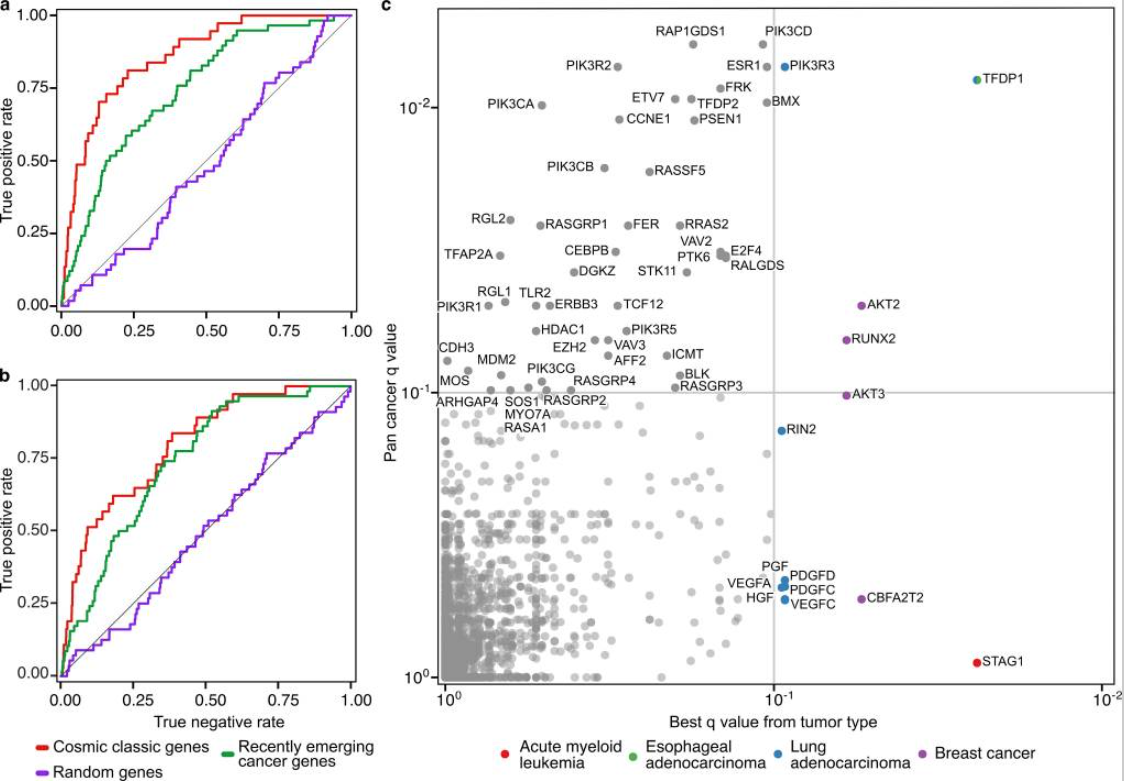 a
1.00
0.75
0.50
0.25
0.00
True positive rate
0.00 0.25 0.50 0.75 1.00
b
1.00
0.75
0.50
0.25
0.00
True positive rate
0.00 0.25 0.50 0.75 1.00
True negative rate
Cosmic classic genes
Recently emerging
cancer genes
Random genes
c
RAP1GDS1
PIK3CD
PIK3R2
ESR1
PIK3R3
TFDP1
FRK
ETV7
TFDP2
BMX
PIK3CA
CCNE1
PSEN1
PIK3CB
RASSF5
RGL2
RASGRP1
FER
RRAS2
VAV2
TFAP2A
CEBPB
PTK6
E2F4
RALGDS
DGKZ
STK11
RGL1
TLR2
PIK3R1
ERBB3
TCF12
AKT2
HDAC1
PIK3R5
RUNX2
EZH2
VAV3
CDH3
AFF2
ICMT
MDM2
PIK3CG
BLK
MOS
RASGRP4
RASGRP3
ARHGAP4
SOS1
RASGRP2
AKT3
MYO7A
RASA1
RIN2
PGF
PDGFD
VEGFA
PDGFC
HGF
VEGFC
CBFA2T2
STAG1
10-2
10-1
100
Pan cancer q value
100 10-1 10-2
Best q value from tumor type
Acute myeloid
leukemia
Esophageal
adenocarcinoma
Lung
adenocarcinoma
Breast cancer